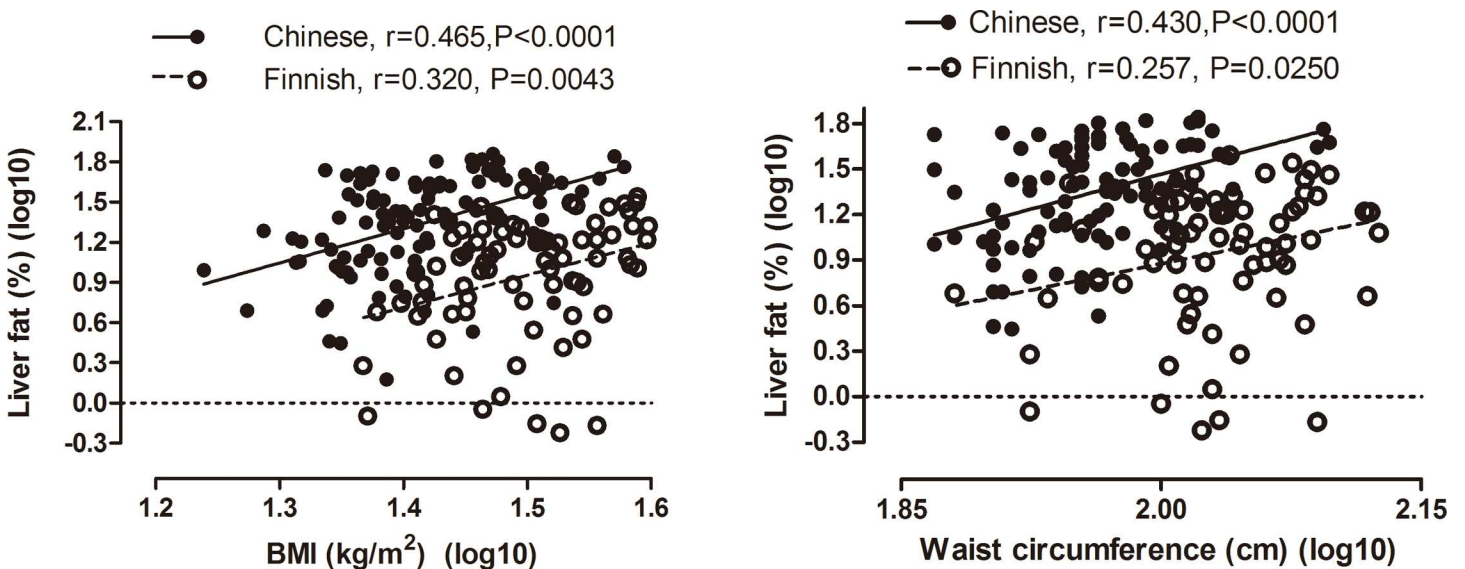 Chinese, r=0.465,P<0.0001
Finnish, r=0.320, P=0.0043
Liver fat (%) (log10)
2.1
1.8
1.5
1.2
0.9
0.6
0.3
0.0
-0.3
1.2 1.3 1.4 1.5 1.6
BMI (kg/m²) (log10)
Chinese, r=0.430,P<0.0001
Finnish, r=0.257, P=0.0250
Liver fat (%) (log10)
1.8
1.5
1.2
0.9
0.6
0.3
0.0
-0.3
1.85 2.00 2.15
Waist circumference (cm) (log10)